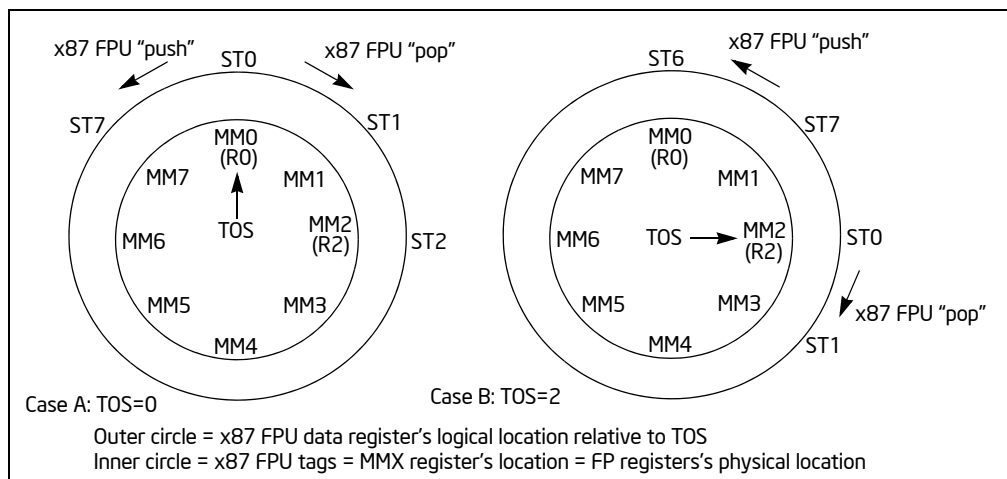 x87 FPU “push”
x87 FPU “pop”
ST0
ST7
ST1
MM0
(R0)
MM7
MM1
TOS
MM2
(R2)
MM6
ST2
MM5
MM3
MM4
Case A: TOS=0
x87 FPU “push”
ST6
ST7
MM0
(R0)
MM7
MM1
TOS
MM2
(R2)
MM6
ST0
MM5
MM3
x87 FPU “pop”
MM4
ST1
Case B: TOS=2
Outer circle = x87 FPU data register’s logical location relative to TOS
Inner circle = x87 FPU tags = MMX register’s location = FP registers’s physical location